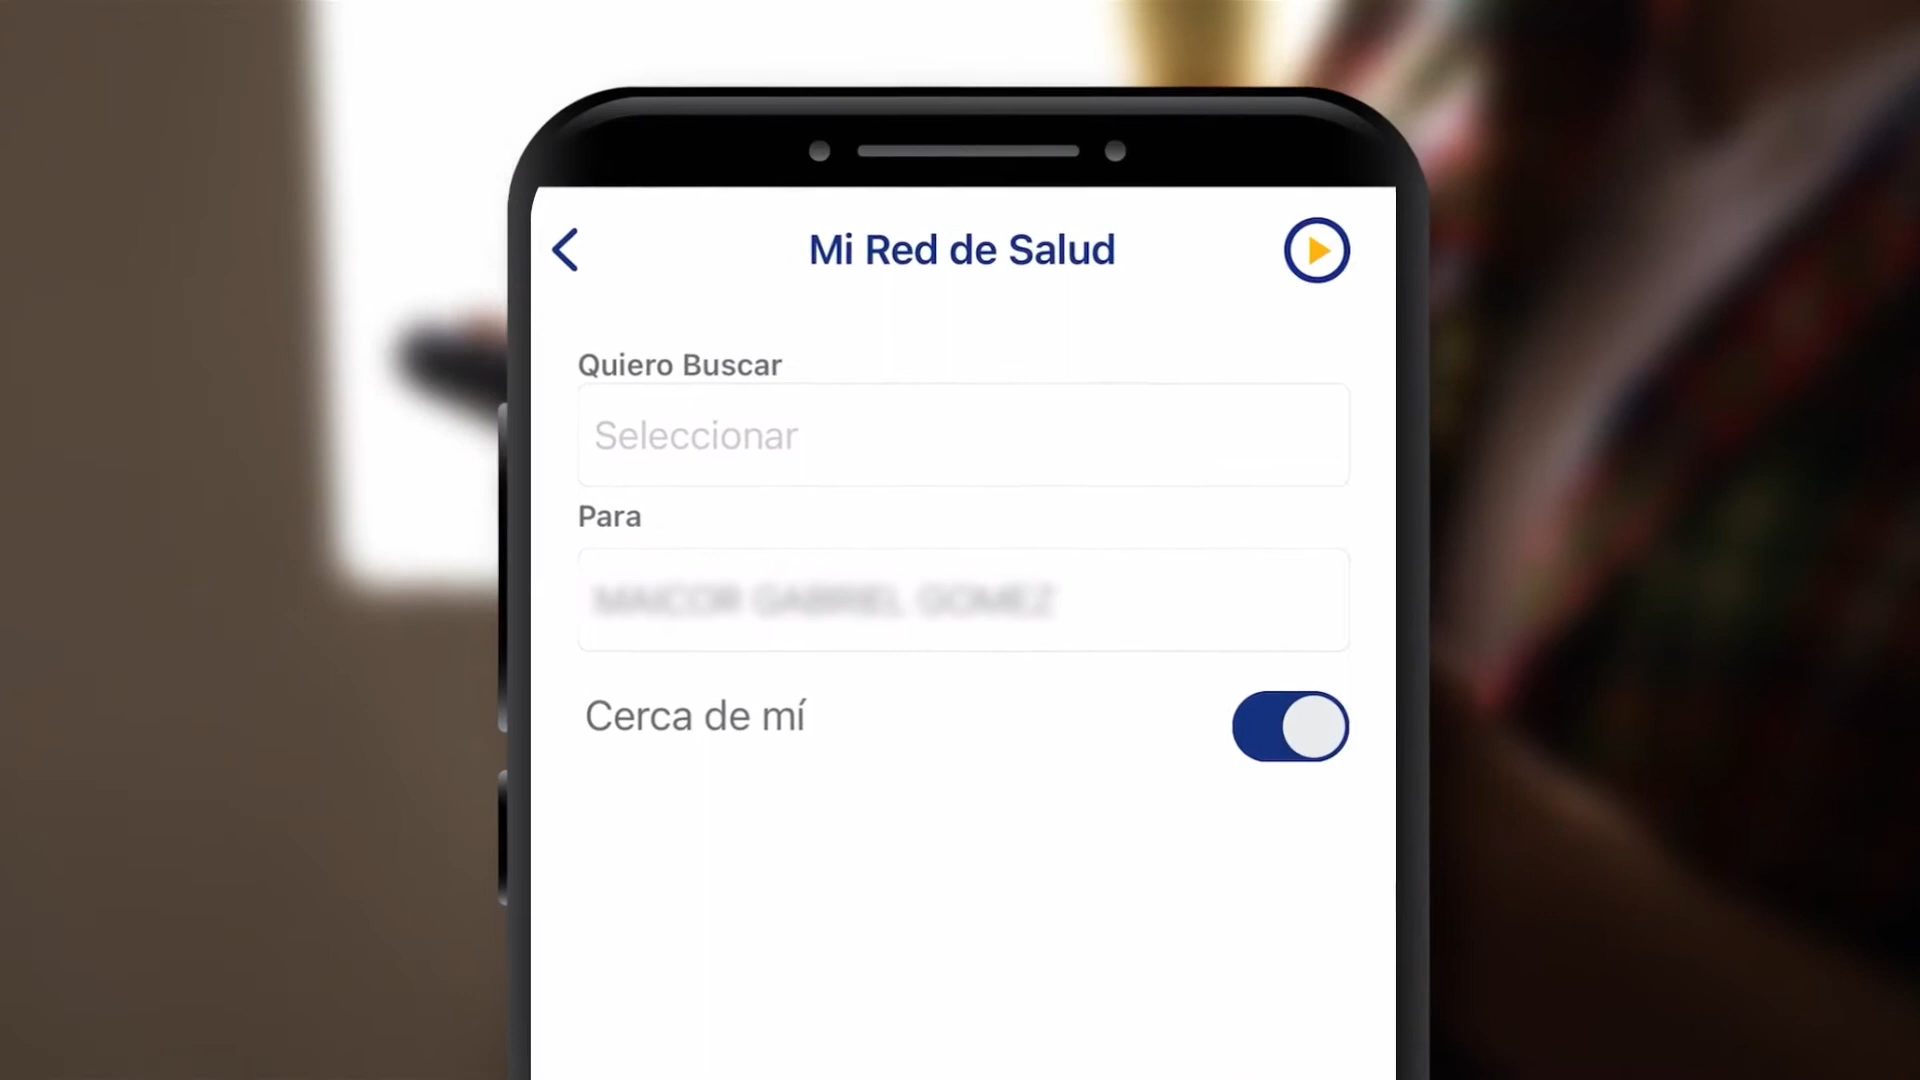 Mi Red de Salud
Quiero Buscar
Seleccionar
Para
Cerca de mí